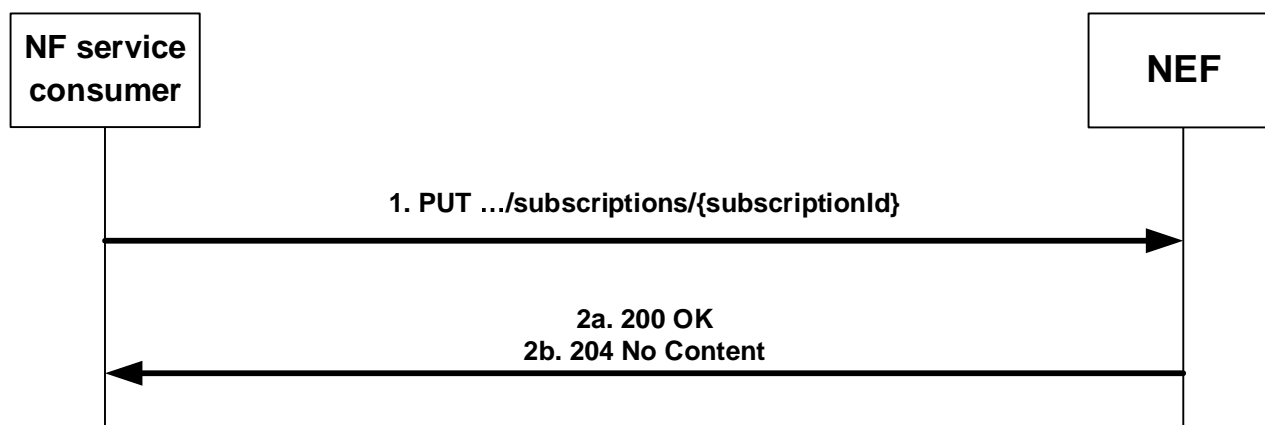 NF service
consumer
NEF
1. PUT …/subscriptions/{subscriptionId}
2a. 200 OK
2b. 204 No Content